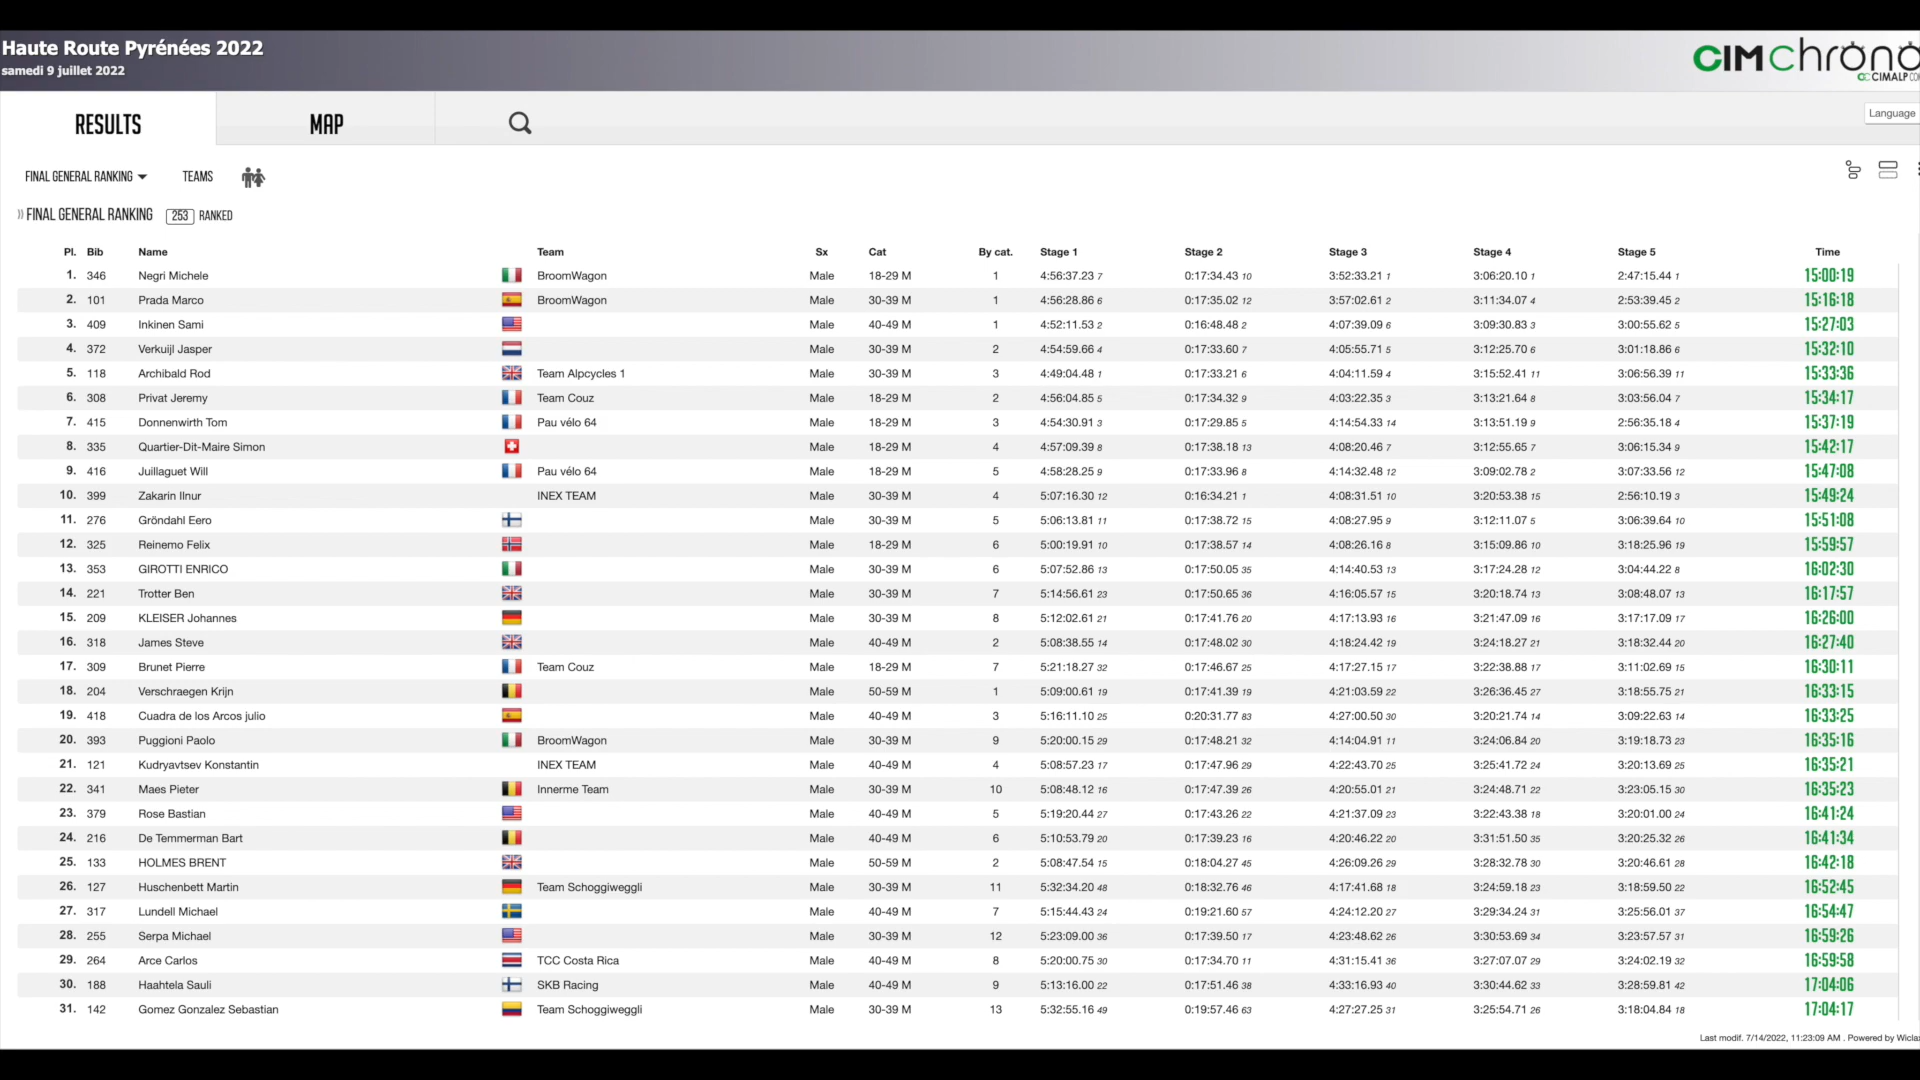 Haute Route Pyrénées 2022
samedi 9 juillet 2022
CIMchrono
CIMALP.CO
RESULTS MAP
Language
FINAL GENERAL RANKING TEAMS
FINAL GENERAL RANKING 253 RANKED
Pl. Bib Name Team Sx Cat By cat. Stage 1 Stage 2 Stage 3 Stage 4 Stage 5 Time
1. 346 Negri Michele BroomWagon Male 18-29 M 1 4:56:37.23 7 0:17:34.43 10 3:52:33.21 1 3:06:20.10 1 2:47:15.44 1 15:00:19
2. 101 Prada Marco BroomWagon Male 30-39 M 1 4:56:28.86 6 0:17:35.02 12 3:57:02.61 2 3:11:34.07 4 2:53:39.45 2 15:16:18
3. 409 Inkinen Sami Male 40-49 M 1 4:52:11.53 2 0:16:48.48 2 4:07:39.09 6 3:09:30.83 3 3:00:55.62 5 15:27:03
4. 372 Verkuijl Jasper Male 30-39 M 2 4:54:59.66 4 0:17:33.60 7 4:05:55.71 5 3:12:25.70 6 3:01:18.86 6 15:32:10
5. 118 Archibald Rod Team Alpcycles 1 Male 30-39 M 3 4:49:04.48 1 0:17:33.21 6 4:04:11.59 4 3:15:52.41 11 3:06:56.39 11 15:33:36
6. 308 Privat Jeremy Team Couz Male 18-29 M 2 4:56:04.85 5 0:17:34.32 9 4:03:22.35 3 3:13:21.64 8 3:03:56.04 7 15:34:17
7. 415 Donnenwirth Tom Pau vélo 64 Male 18-29 M 3 4:54:30.91 3 0:17:29.85 5 4:14:54.33 14 3:13:51.19 9 2:56:35.18 4 15:37:19
8. 335 Quartier-Dit-Maire Simon Male 18-29 M 4 4:57:09.39 8 0:17:38.18 13 4:08:20.46 7 3:12:55.65 7 3:06:15.34 9 15:42:17
9. 416 Juillaguet Will Pau vélo 64 Male 18-29 M 5 4:58:28.25 9 0:17:33.96 8 4:14:32.48 12 3:09:02.78 2 3:07:33.56 12 15:47:08
10. 399 Zakarin Ilnur INEX TEAM Male 30-39 M 4 5:07:16.30 12 0:16:34.21 1 4:08:31.51 10 3:20:53.38 15 2:56:10.19 3 15:49:24
11. 276 Gröndahl Eero Male 30-39 M 5 5:06:13.81 11 0:17:38.72 15 4:08:27.95 9 3:12:11.07 5 3:06:39.64 10 15:51:08
12. 325 Reinemo Felix Male 18-29 M 6 5:00:19.91 10 0:17:38.57 14 4:08:26.16 8 3:15:09.86 10 3:18:25.96 19 15:59:57
13. 353 GIROTTI ENRICO Male 30-39 M 6 5:07:52.86 13 0:17:50.05 35 4:14:40.53 13 3:17:24.28 12 3:04:44.22 8 16:02:30
14. 221 Trotter Ben Male 30-39 M 7 5:14:56.61 23 0:17:50.65 36 4:16:05.57 15 3:20:18.74 13 3:08:48.07 13 16:17:57
15. 209 KLEISER Johannes Male 30-39 M 8 5:12:02.61 21 0:17:41.76 20 4:17:13.93 16 3:21:47.09 16 3:17:17.09 17 16:26:00
16. 318 James Steve Male 40-49 M 2 5:08:38.55 14 0:17:48.02 30 4:18:24.42 19 3:24:18.27 21 3:18:32.44 20 16:27:40
17. 309 Brunet Pierre Team Couz Male 18-29 M 7 5:21:18.27 32 0:17:46.67 25 4:17:27.15 17 3:22:38.88 17 3:11:02.69 15 16:30:11
18. 204 Verschraegen Krijn Male 50-59 M 1 5:09:00.61 19 0:17:41.39 19 4:21:03.59 22 3:26:36.45 27 3:18:55.75 21 16:33:15
19. 418 Cuadra de los Arcos julio Male 40-49 M 3 5:16:11.10 25 0:20:31.77 83 4:27:00.50 30 3:20:21.74 14 3:09:22.63 14 16:33:25
20. 393 Puggioni Paolo BroomWagon Male 30-39 M 9 5:20:00.15 29 0:17:48.21 32 4:14:04.91 11 3:24:06.84 20 3:19:18.73 23 16:35:16
21. 121 Kudryavtsev Konstantin INEX TEAM Male 40-49 M 4 5:08:57.23 17 0:17:47.96 29 4:22:43.70 25 3:25:41.72 24 3:20:13.69 25 16:35:21
22. 341 Maes Pieter Innerme Team Male 30-39 M 10 5:08:48.12 16 0:17:47.39 26 4:20:55.01 21 3:24:48.71 22 3:23:05.15 30 16:35:23
23. 379 Rose Bastian Male 40-49 M 5 5:19:20.44 27 0:17:43.26 22 4:21:37.09 23 3:22:43.38 18 3:20:01.00 24 16:41:24
24. 216 De Temmerman Bart Male 40-49 M 6 5:10:53.79 20 0:17:39.23 16 4:20:46.22 20 3:31:51.50 35 3:20:25.32 26 16:41:34
25. 133 HOLMES BRENT Male 50-59 M 2 5:08:47.54 15 0:18:04.27 45 4:26:09.26 29 3:28:32.78 30 3:20:46.61 28 16:42:18
26. 127 Huschenbett Martin Team Schoggiweggli Male 30-39 M 11 5:32:34.20 48 0:18:32.76 46 4:17:41.68 18 3:24:59.18 23 3:18:59.50 22 16:52:45
27. 317 Lundell Michael Male 40-49 M 7 5:15:44.43 24 0:19:21.60 57 4:24:12.20 27 3:29:34.24 31 3:25:56.01 37 16:54:47
28. 255 Serpa Michael Male 30-39 M 12 5:23:09.00 36 0:17:39.50 17 4:23:48.62 26 3:30:53.69 34 3:23:57.57 31 16:59:26
29. 264 Arce Carlos TCC Costa Rica Male 40-49 M 8 5:20:00.75 30 0:17:34.70 11 4:31:15.41 36 3:27:07.07 29 3:24:02.19 32 16:59:58
30. 188 Haahtela Sauli SKB Racing Male 40-49 M 9 5:13:16.00 22 0:17:51.46 38 4:33:16.93 40 3:30:44.62 33 3:28:59.81 42 17:04:06
31. 142 Gomez Gonzalez Sebastian Team Schoggiweggli Male 30-39 M 13 5:32:55.16 49 0:19:57.46 63 4:27:27.25 31 3:25:54.71 26 3:18:04.84 18 17:04:17
Last modif. 7/14/2022, 11:23:09 AM . Powered by Wicla